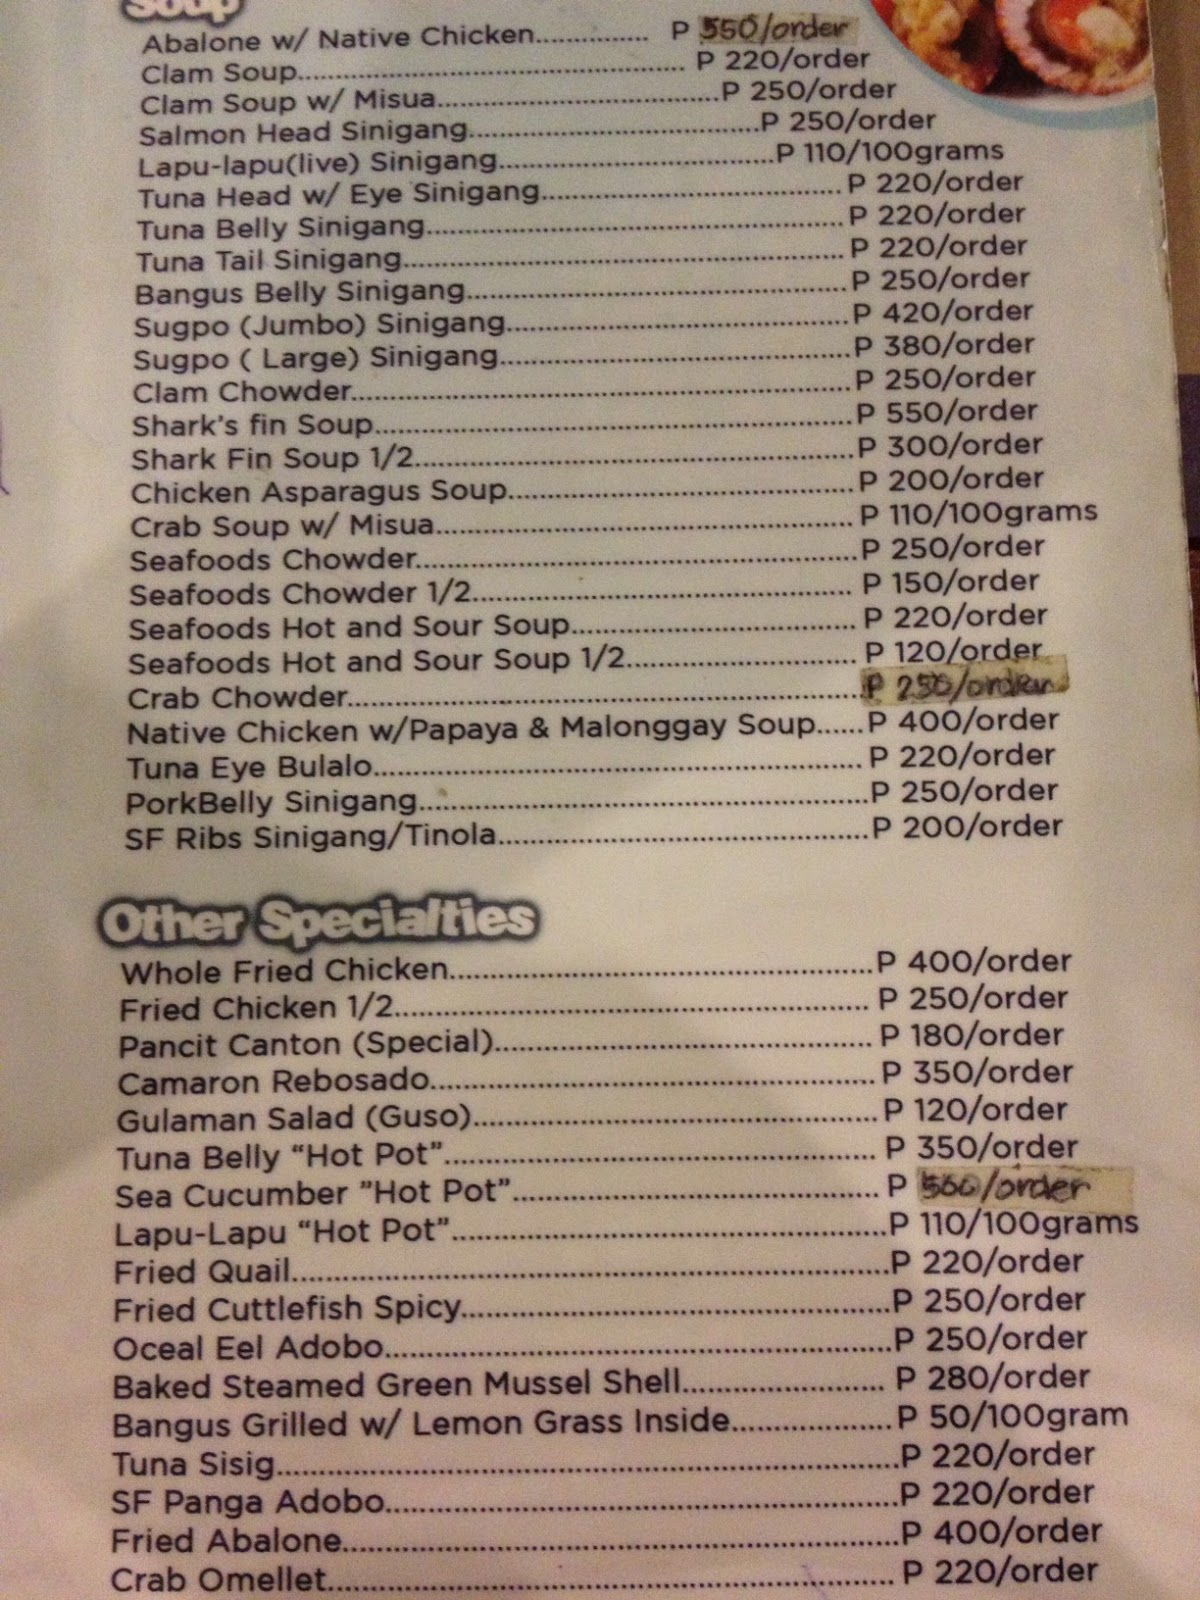 Soup
Abalone w/ Native Chicken............... P 550/order
Clam Soup.......................................................... P 220/order
Clam Soup w/ Misua..........................................P 250/order
Salmon Head Sinigang...........................................P 250/order
Lapu-lapu(live) Sinigang........................................P 110/100grams
Tuna Head w/ Eye Sinigang............................................P 220/order
Tuna Belly Sinigang............................................................. P 220/order
Tuna Tail Sinigang................................................................. P 220/order
Bangus Belly Sinigang.......................................................P 250/order
Sugpo (Jumbo) Sinigang..................................................P 420/order
Sugpo ( Large) Sinigang...................................................P 380/order
Clam Chowder.........................................................................P 250/order
Shark's fin Soup......................................................................P 550/order
Shark Fin Soup 1/2................................................................P 300/order
Chicken Asparagus Soup..................................................P 200/order
Crab Soup w/ Misua............................................................. P 110/100grams
Seafoods Chowder................................................................P 250/order
Seafoods Chowder 1/2....................................................... P 150/order
Seafoods Hot and Sour Soup......................................... P 220/order
Seafoods Hot and Sour Soup 1/2................................. P 120/order
Crab Chowder...........................................................................P 250/order
Native Chicken w/Papaya & Malonggay Soup......P 400/order
Tuna Eye Bulalo....................................................................... P 220/order
PorkBelly Sinigang.................................................................P 250/order
SF Ribs Sinigang/Tinola.....................................................P 200/order
Other Specialties
Whole Fried Chicken............................................................P 400/order
Fried Chicken 1/2.................................................................... P 250/order
Pancit Canton (Special)...................................................... P 180/order
Camaron Rebosado............................................................... P 350/order
Gulaman Salad (Guso)......................................................... P 120/order
Tuna Belly “Hot Pot”............................................................. P 350/order
Sea Cucumber ”Hot Pot”.................................................... P 500/order
Lapu-Lapu “Hot Pot”.............................................................P 110/100grams
Fried Quail...................................................................................P 220/order
Fried Cuttlefish Spicy...........................................................P 250/order
Oceal Eel Adobo......................................................................P 250/order
Baked Steamed Green Mussel Shell............................ P 280/order
Bangus Grilled w/ Lemon Grass Inside......................P 50/100gram
Tuna Sisig.....................................................................................P 220/order
SF Panga Adobo......................................................................P 220/order
Fried Abalone............................................................................P 400/order
Crab Omellet.............................................................................. P 220/order